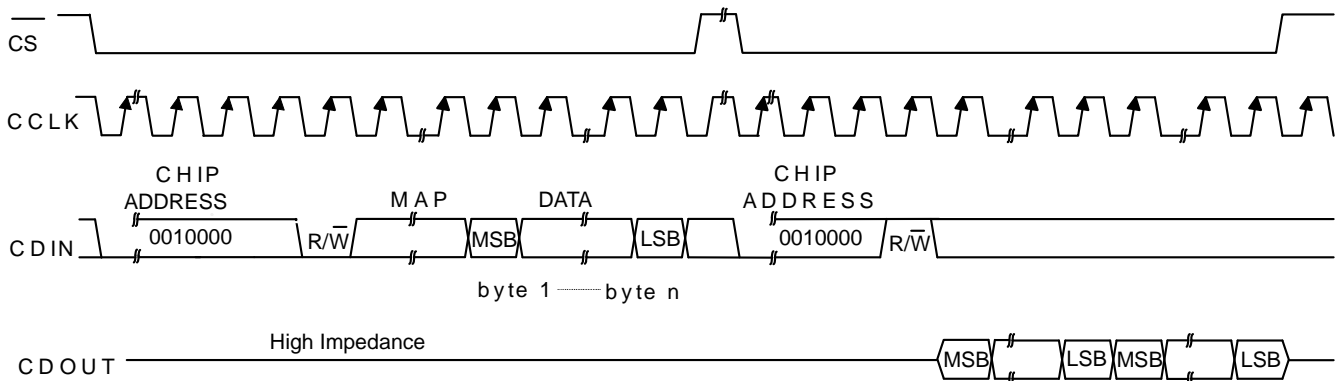 CS
CCLK
CHIP
ADDRESS
MAP
DATA
CHIP
ADDRESS
CDIN
0010000
R/W
MSB
LSB
0010000
R/W
byte 1
byte n
High Impedance
CDOUT
MSB
LSB
MSB
LSB